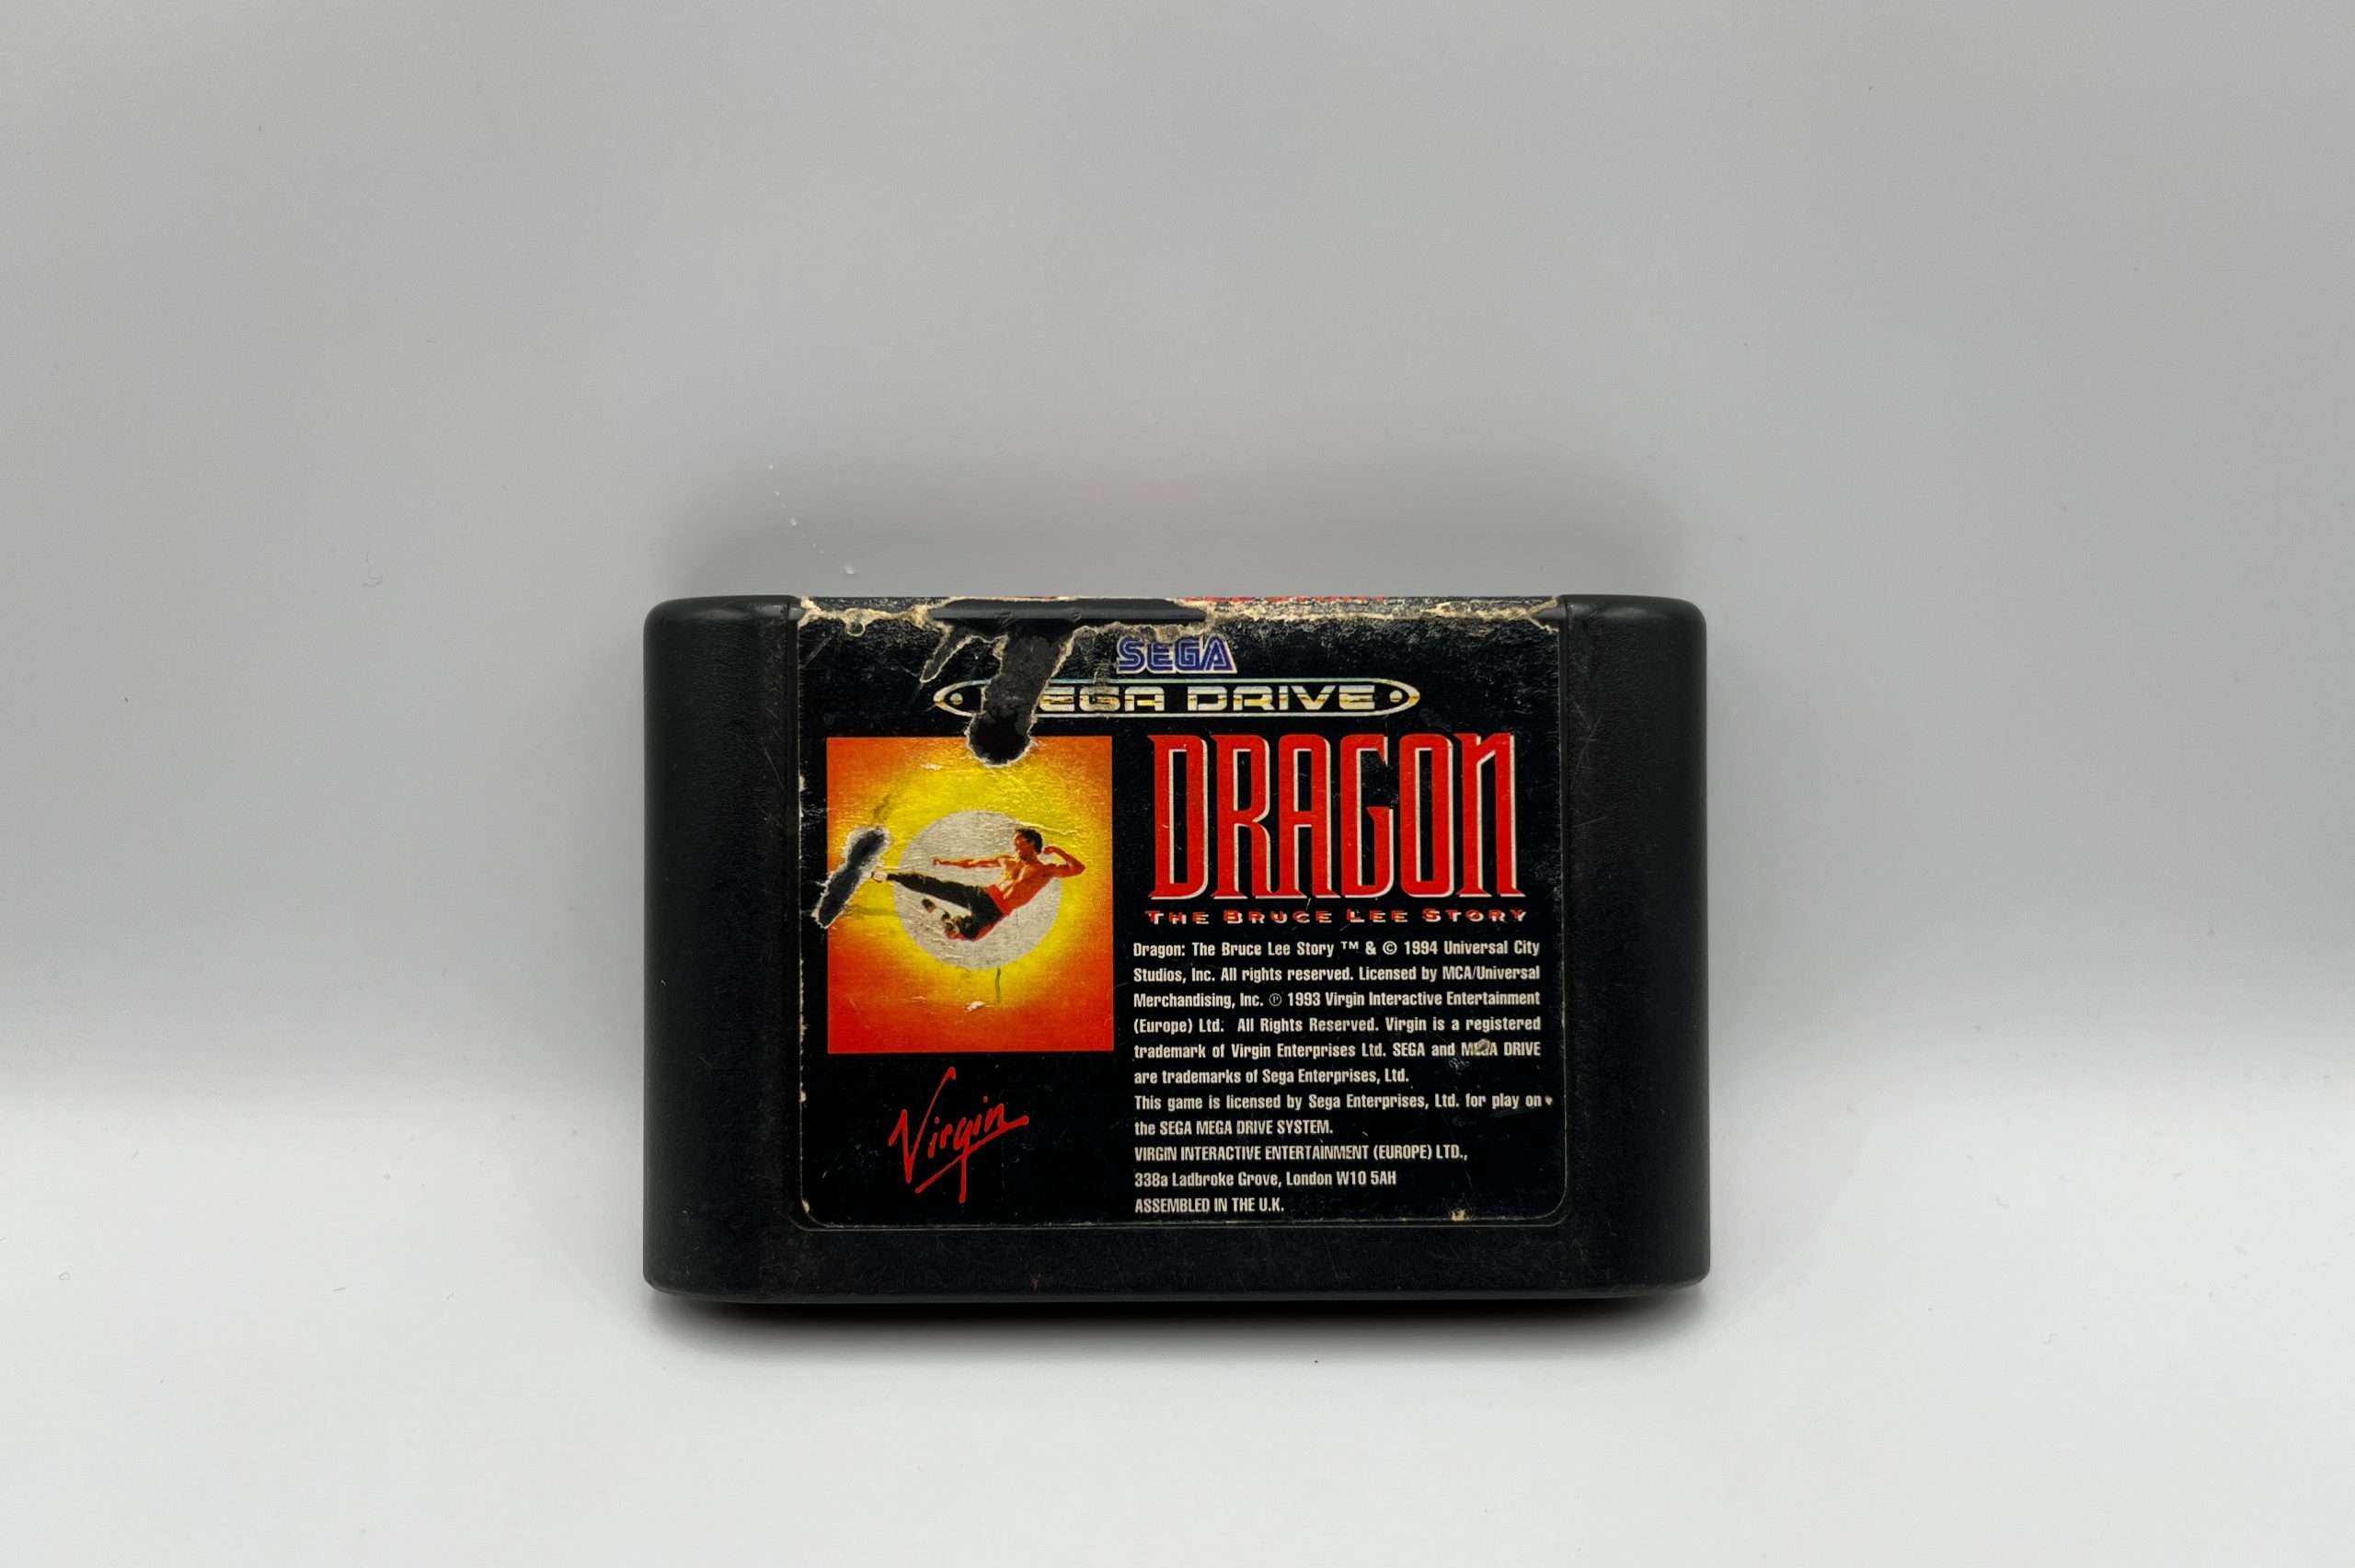 SEGA
MEGA DRIVE
DRAGON
THE BRUCE LEE STORY
Dragon: The Bruce Lee Story ™ & © 1994 Universal City
Studios, Inc. All rights reserved. Licensed by MCA/Universal
Merchandising, Inc. ℗ 1993 Virgin Interactive Entertainment
(Europe) Ltd. All Rights Reserved. Virgin is a registered
trademark of Virgin Enterprises Ltd. SEGA and MEGA DRIVE
are trademarks of Sega Enterprises, Ltd.
This game is licensed by Sega Enterprises, Ltd. for play on
the SEGA MEGA DRIVE SYSTEM.
VIRGIN INTERACTIVE ENTERTAINMENT (EUROPE) LTD.,
338a Ladbroke Grove, London W10 5AH
ASSEMBLED IN THE U.K.
Virgin